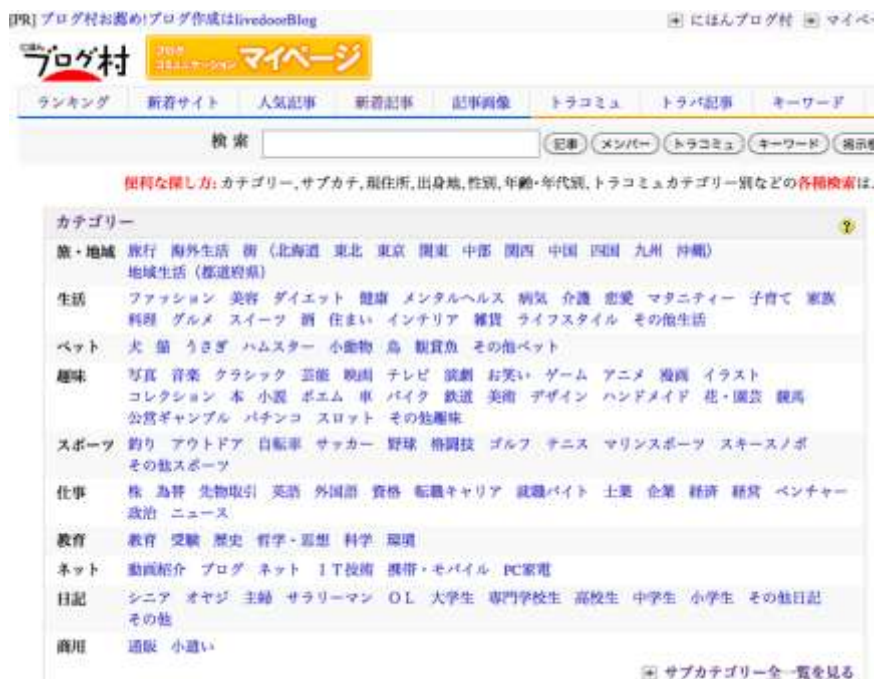 [PR] ブログ村お薦め!ブログ作成はlivedoorBlog にほんブログ村 マイペー
にほん ブログ村 ブログコミュニケーション マイページ
ランキング 新着サイト 人気記事 新着記事 記事画像 トラコミュ トラバ記事 キーワード
検索 記事 メンバー トラコミュ キーワード 掲示板
便利な探し方: カテゴリー, サブカテ, 現住所, 出身地, 性別, 年齢・年代別, トラコミュカテゴリー別などの各種検索は
カテゴリー ?
旅・地域 旅行 海外生活 街 (北海道 東北 東京 関東 中部 関西 中国 四国 九州 沖縄)
地域生活 (都道府県)
生活 ファッション 美容 ダイエット 健康 メンタルヘルス 病気 介護 恋愛 マタニティー 子育て 家族
料理 グルメ スイーツ 酒 住まい インテリア 雑貨 ライフスタイル その他生活
ペット 犬 猫 うさぎ ハムスター 小動物 鳥 観賞魚 その他ペット
趣味 写真 音楽 クラシック 芸能 映画 テレビ 演劇 お笑い ゲーム アニメ 漫画 イラスト
コレクション 本 小説 ポエム 車 バイク 鉄道 美術 デザイン ハンドメイド 花・園芸 競馬
公営ギャンブル パチンコ スロット その他趣味
スポーツ 釣り アウトドア 自転車 サッカー 野球 格闘技 ゴルフ テニス マリンスポーツ スキースノボ
その他スポーツ
仕事 株 為替 先物取引 英語 外国語 資格 転職キャリア 就職バイト 士業 企業 経済 経営 ベンチャー
政治 ニュース
教育 教育 受験 歴史 哲学・思想 科学 環境
ネット 動画紹介 ブログ ネット IT技術 携帯・モバイル PC家電
日記 シニア オヤジ 主婦 サラリーマン OL 大学生 専門学校生 高校生 中学生 小学生 その他日記
その他
商用 通販 小遣い
サブカテゴリー全一覧を見る